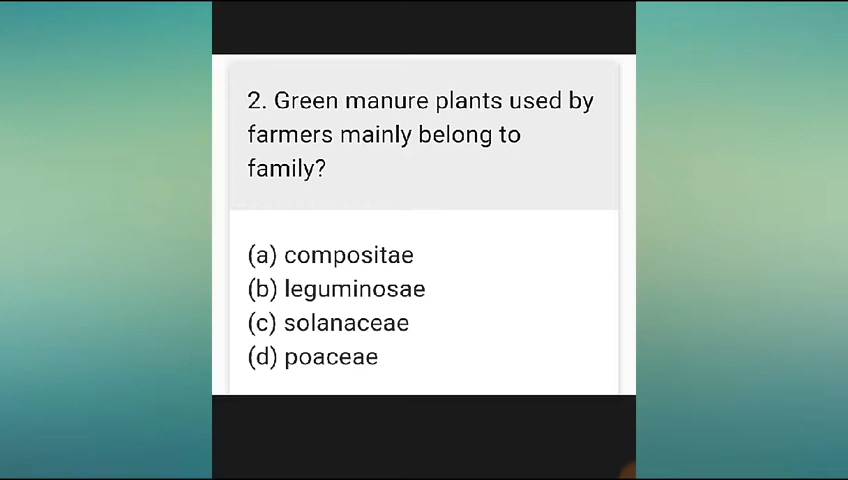 2. Green manure plants used by
farmers mainly belong to
family?
(a) compositae
(b) leguminosae
(c) solanaceae
(d) poaceae